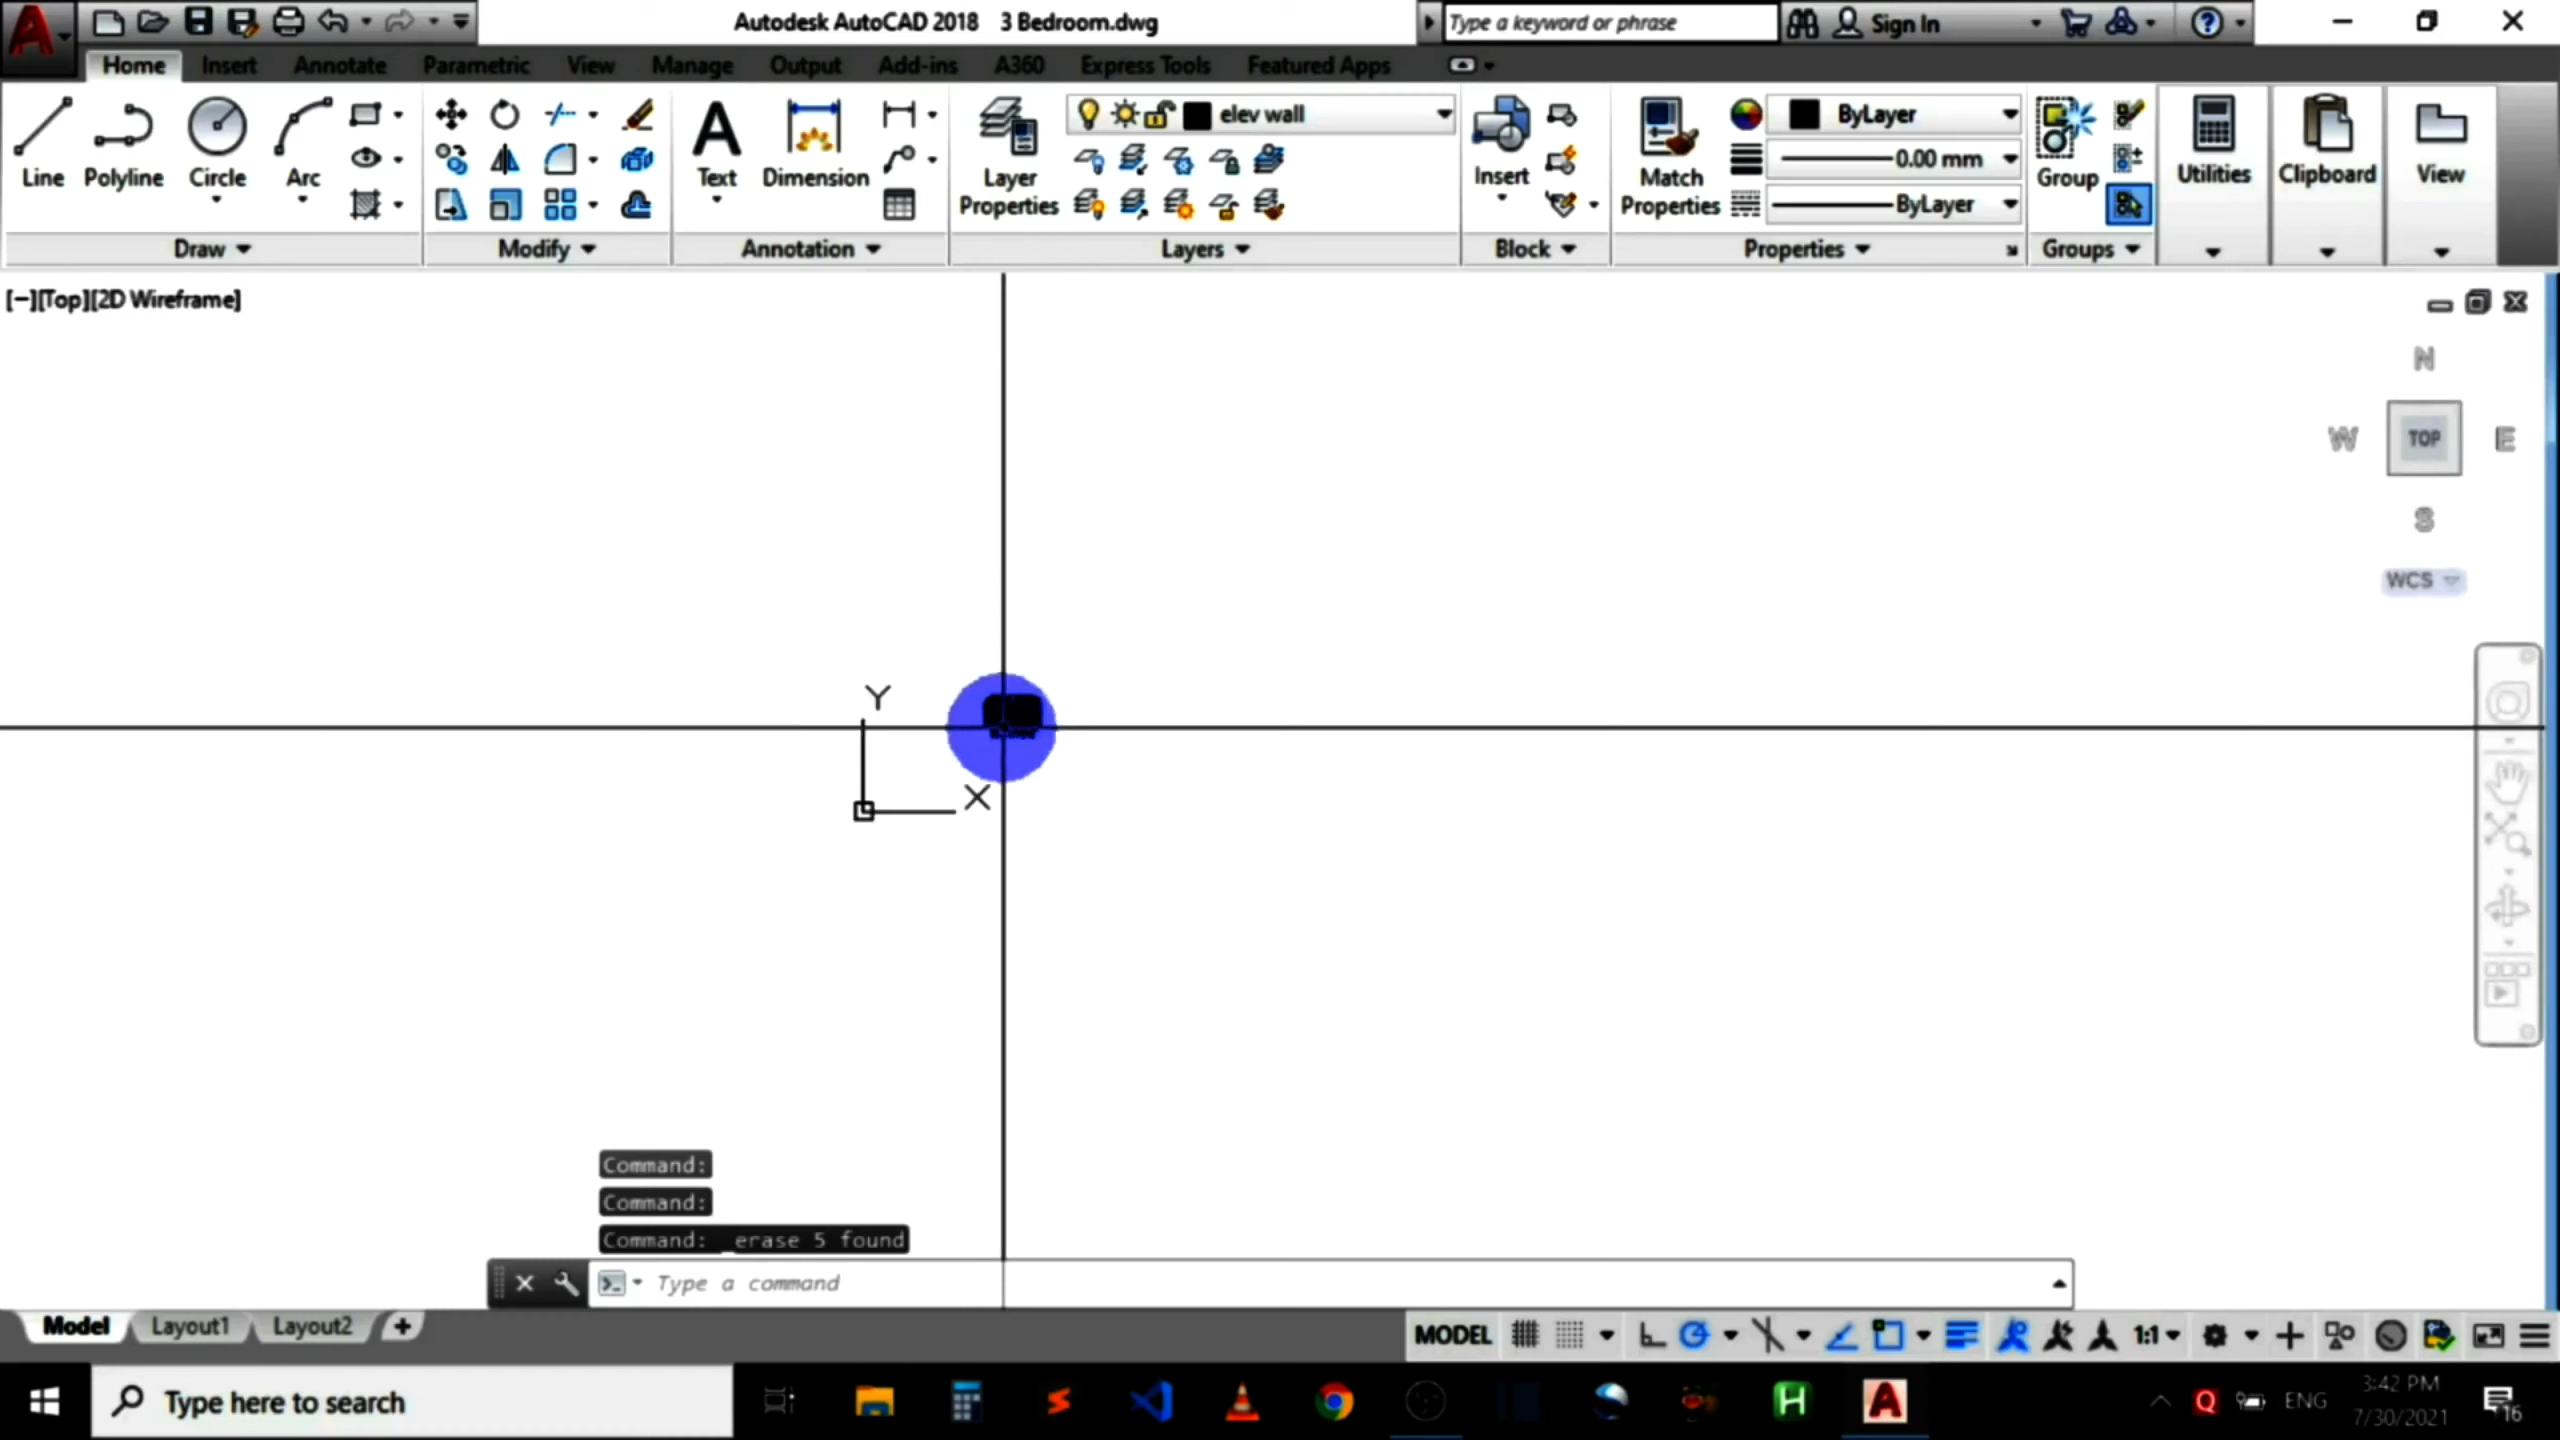 Autodesk AutoCAD 2018 3 Bedroom.dwg
Type a keyword or phrase
Sign In
Home Insert Annotate Parametric View Manage Output Add-ins A360 Express Tools Featured Apps
Line Polyline Circle Arc
Text Dimension
Layer Properties
elev wall
Insert
Match Properties
ByLayer
0.00 mm
ByLayer
Group
Utilities
Clipboard
View
Draw Modify Annotation Layers Block Properties Groups
[−][Top][2D Wireframe]
N
W TOP E
S
WCS
Y
X
Command:
Command:
Command: _erase 5 found
Type a command
Model Layout1 Layout2
MODEL 1:1
Type here to search
ENG
3:42 PM
7/30/2021
16